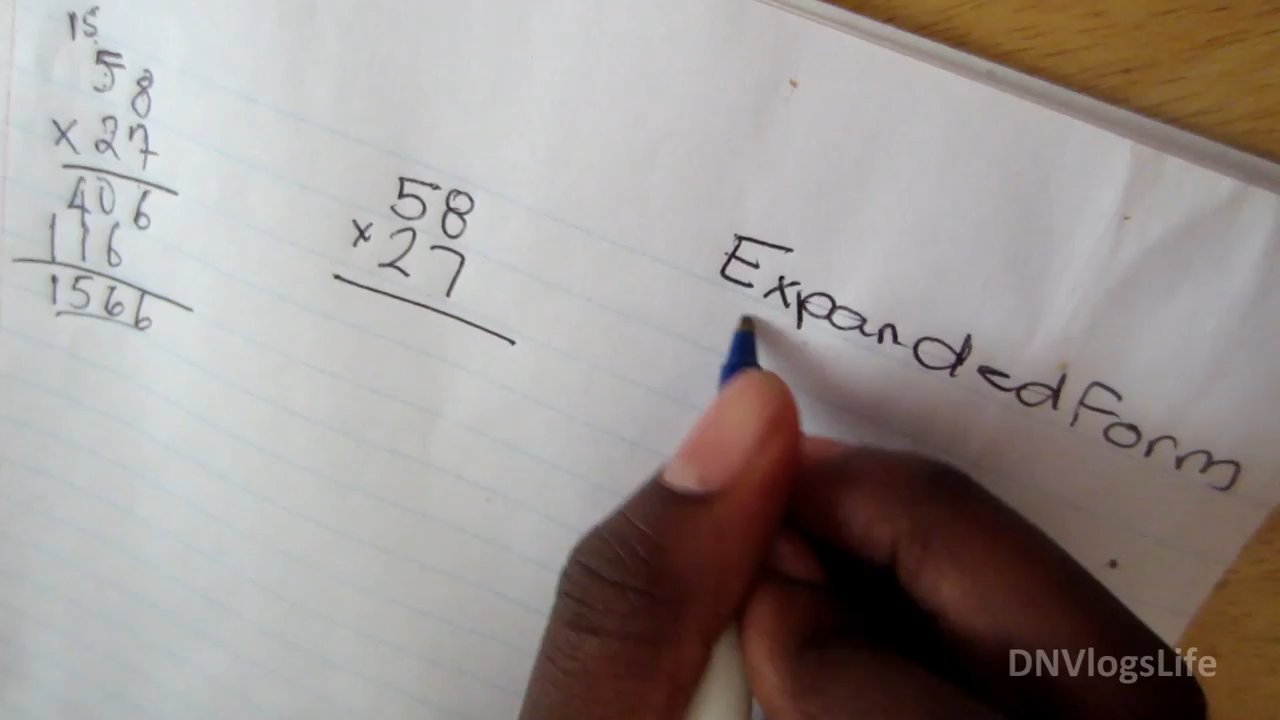 15
58
x 27
406
116
1566
58
x 27
Expanded Form
DNVlogsLife